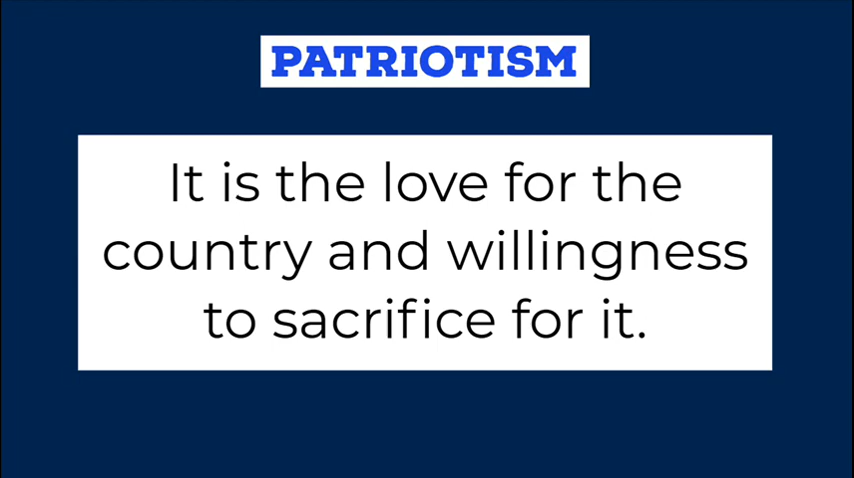 PATRIOTISM
It is the love for the
country and willingness
to sacrifice for it.